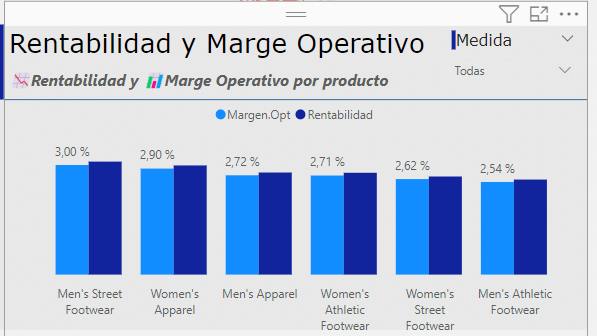 Rentabilidad y Marge Operativo
Medida
Todas
Rentabilidad y Marge Operativo por producto
Margen.Opt Rentabilidad
3,00 %
2,90 %
2,72 %
2,71 %
2,62 %
2,54 %
Men's Street
Footwear
Women's
Apparel
Men's Apparel
Women's
Athletic
Footwear
Women's
Street
Footwear
Men's Athletic
Footwear